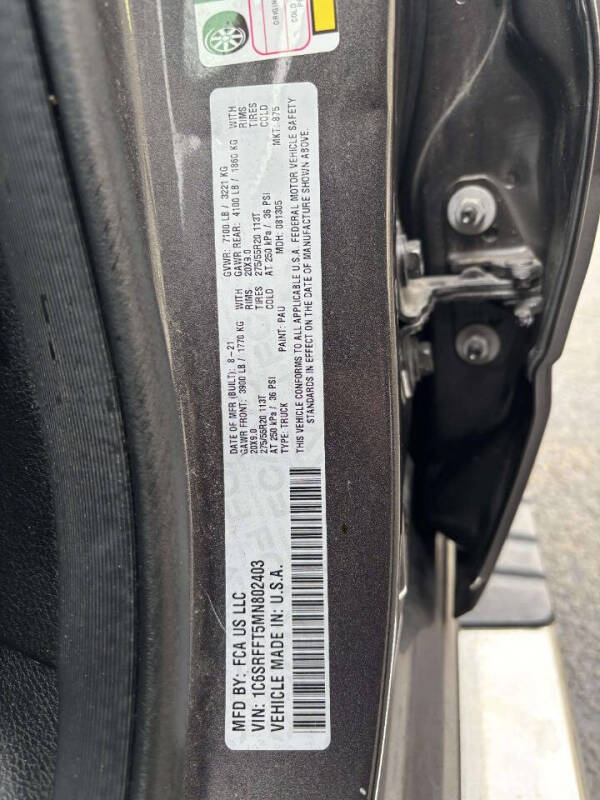 ORIGIN
COLD
MFD BY: FCA US LLC
VIN: 1C6SRFFT5MN802403
VEHICLE MADE IN: U.S.A.
DATE OF MFR (BUILT): 8-21 GVWR: 7100 LB / 3221 KG
GAWR FRONT: 3900 LB / 1770 KG WITH GAWR REAR: 4100 LB / 1860 KG WITH
20X9.0 RIMS 20X9.0 RIMS
275/55R20 113T TIRES 275/55R20 113T TIRES
AT 250 kPa / 36 PSI COLD AT 250 kPa / 36 PSI COLD
TYPE: TRUCK PAINT: PAU MDH: 081305 MKT: 875
THIS VEHICLE CONFORMS TO ALL APPLICABLE U.S.A. FEDERAL MOTOR VEHICLE SAFETY
STANDARDS IN EFFECT ON THE DATE OF MANUFACTURE SHOWN ABOVE.